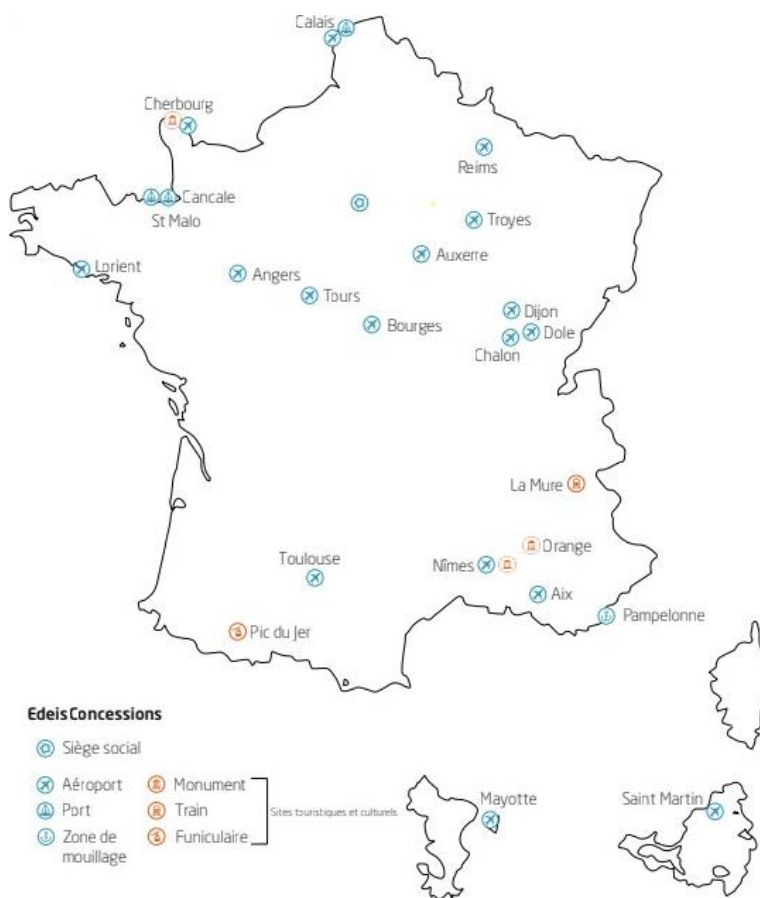 Calais
Cherbourg
Reims
Cancale
St Malo
Troyes
Auxerre
Lorient
Angers
Tours
Bourges
Dijon
Dole
Chalon
La Mure
Orange
Toulouse
Nîmes
Aix
Pampelonne
Pic du Jer
Edeis Concessions
Siège social
Aéroport
Monument
Port
Train
Sites touristiques et culturels
Zone de
mouillage
Funiculaire
Mayotte
Saint Martin